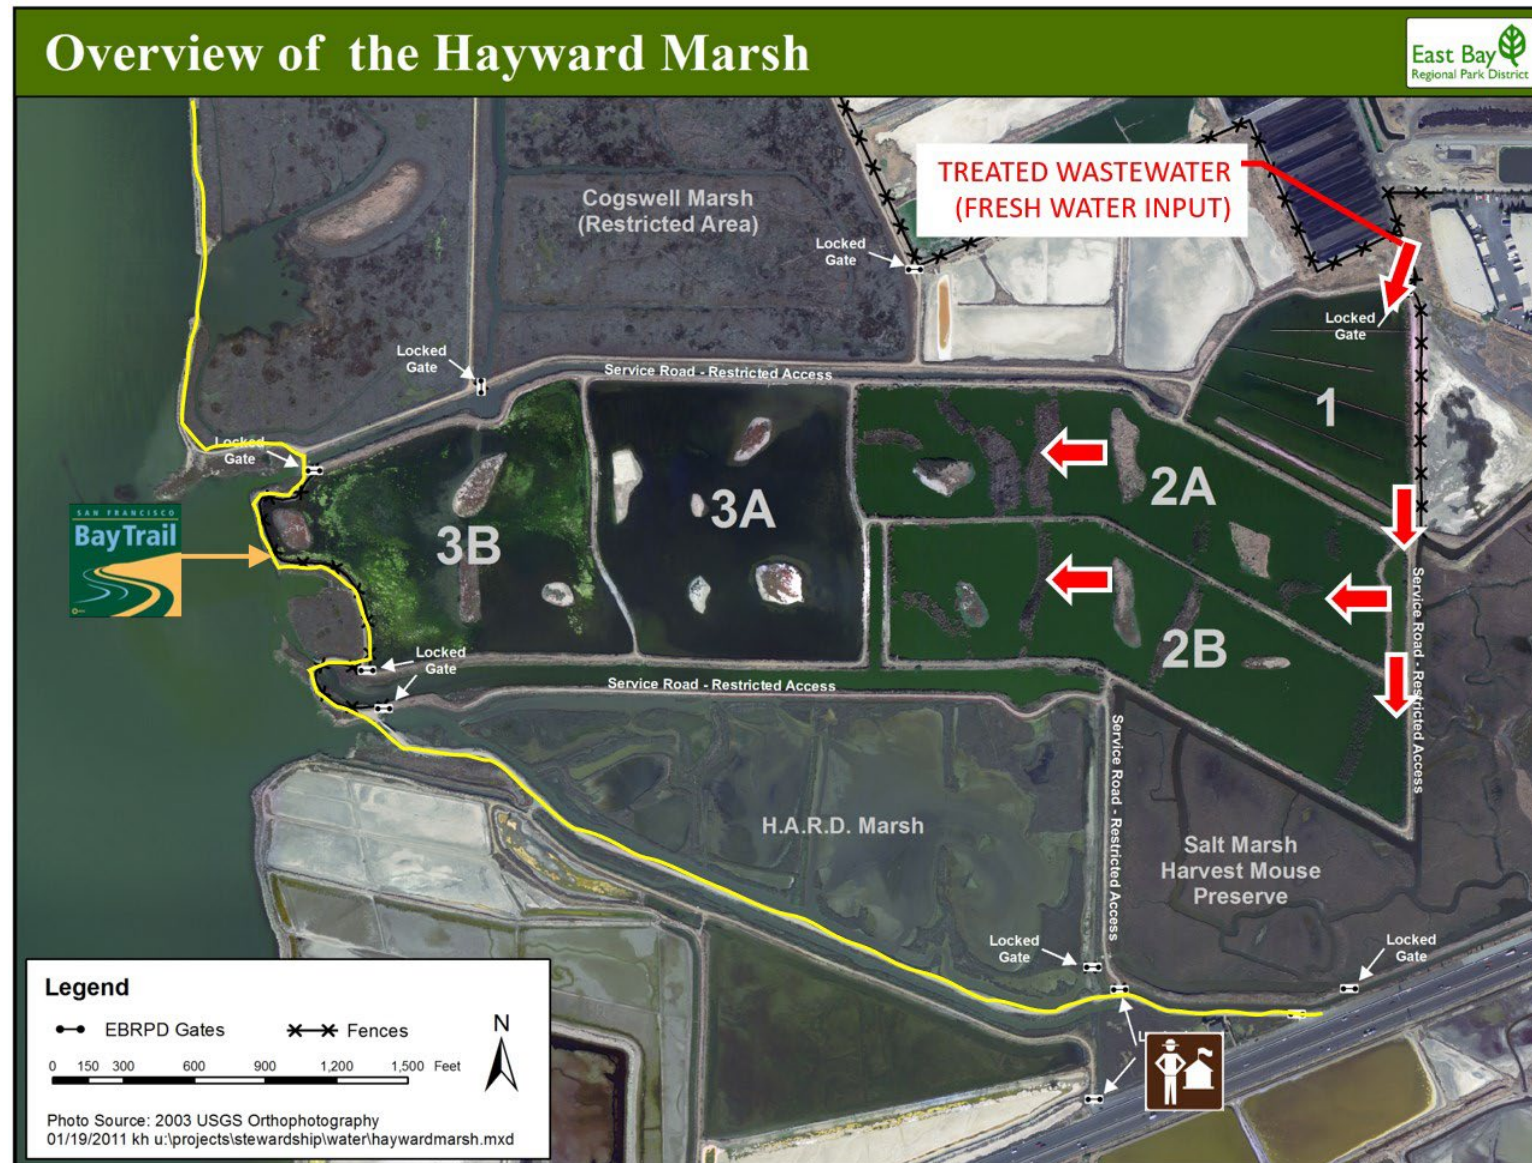 Overview of the Hayward Marsh
East Bay
Regional Park District
TREATED WASTEWATER
(FRESH WATER INPUT)
Cogswell Marsh
(Restricted Area)
Locked
Gate
Locked
Gate
Locked
Gate
Service Road - Restricted Access
1
Locked
Gate
2A
3A
3B
2B
SAN FRANCISCO
BayTrail
Locked
Gate
Service Road - Restricted Access
Service Road - Restricted Access
Locked
Gate
Service Road - Restricted Access
H.A.R.D. Marsh
Salt Marsh
Harvest Mouse
Preserve
Locked
Gate
Locked
Gate
Legend
EBRPD Gates
Fences
N
0 150 300 600 900 1,200 1,500 Feet
Photo Source: 2003 USGS Orthophotography
01/19/2011 kh u:\projects\stewardship\water\haywardmarsh.mxd